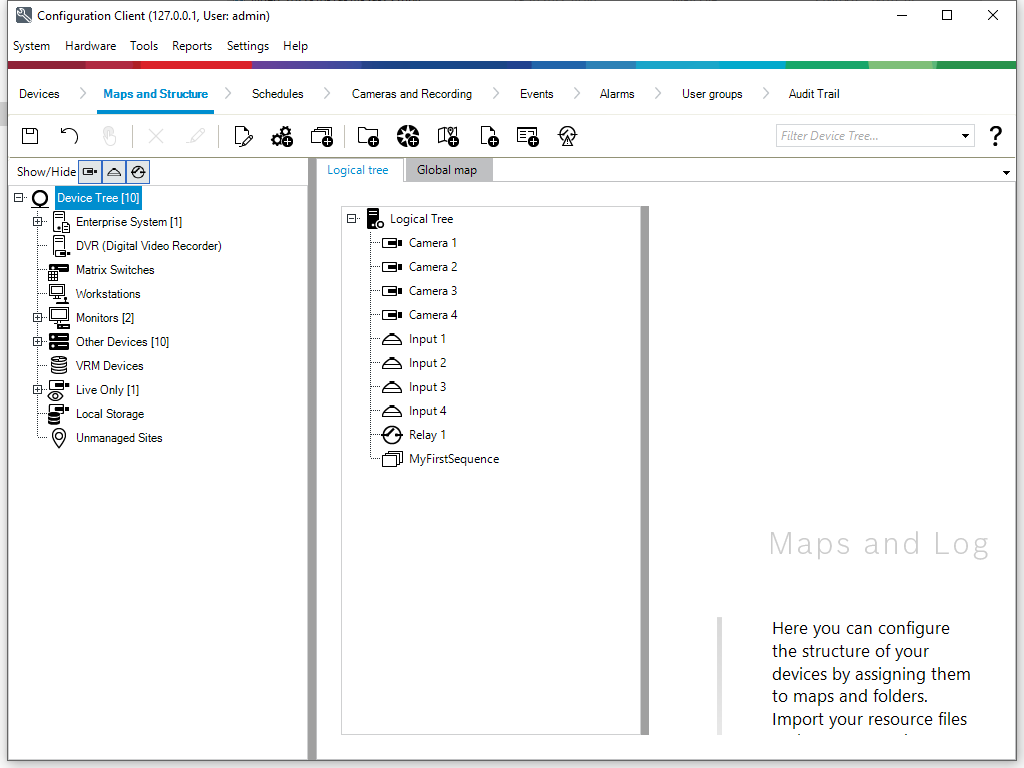 Configuration Client (127.0.0.1, User: admin)
System Hardware Tools Reports Settings Help
Devices Maps and Structure Schedules Cameras and Recording Events Alarms User groups Audit Trail
Filter Device Tree... ?
Show/Hide
Logical tree Global map
Device Tree [10]
Enterprise System [1]
DVR (Digital Video Recorder)
Matrix Switches
Workstations
Monitors [2]
Other Devices [10]
VRM Devices
Live Only [1]
Local Storage
Unmanaged Sites
Logical Tree
Camera 1
Camera 2
Camera 3
Camera 4
Input 1
Input 2
Input 3
Input 4
Relay 1
MyFirstSequence
Maps and Log
Here you can configure
the structure of your
devices by assigning them
to maps and folders.
Import your resource files